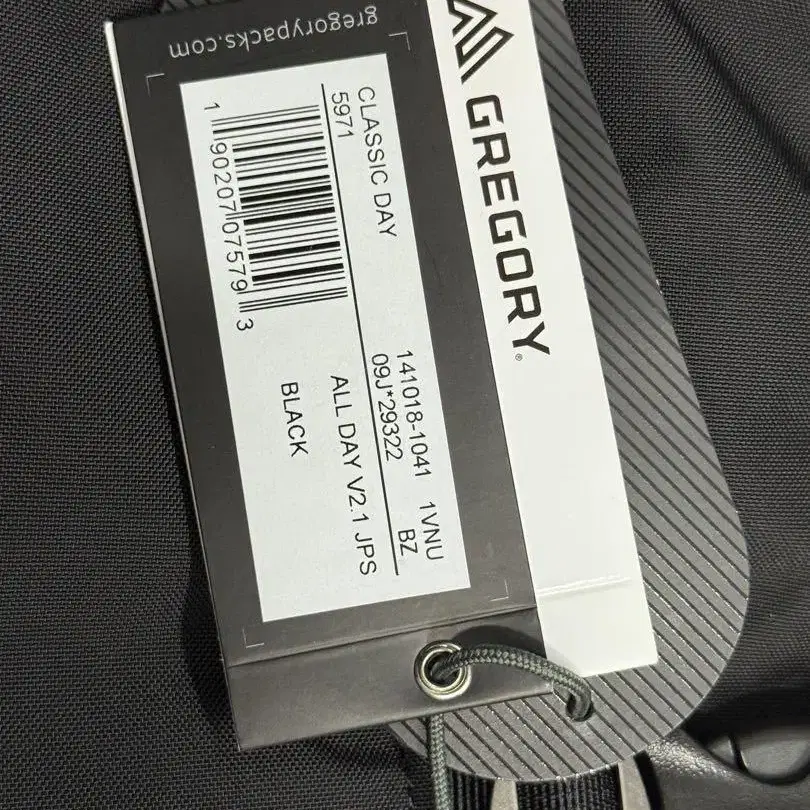 GREGORY®
gregorypacks.com
CLASSIC DAY 141018-1041 1VNU
5971 09J*29322 BZ
ALL DAY V2.1 JPS
BLACK
1 90207 07579 3